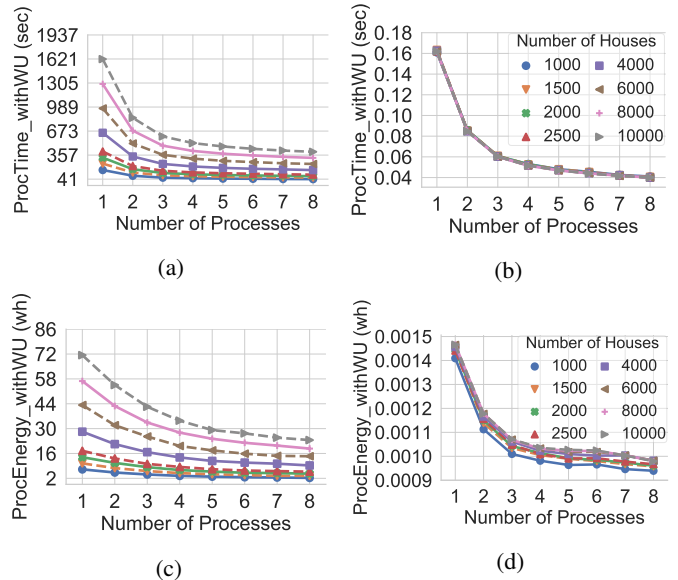 ProcTime_withWU (sec)
1937
1621
1305
989
673
357
41
1 2 3 4 5 6 7 8
Number of Processes
(a)
ProcTime_withWU (sec)
0.18
0.16
0.14
0.12
0.10
0.08
0.06
0.04
Number of Houses
1000 4000
1500 6000
2000 8000
2500 10000
1 2 3 4 5 6 7 8
Number of Processes
(b)
ProcEnergy_withWU (wh)
86
72
58
44
30
16
2
1 2 3 4 5 6 7 8
Number of Processes
(c)
ProcEnergy_withWU (wh)
0.0015
0.0014
0.0013
0.0012
0.0011
0.0010
0.0009
Number of Houses
1000 4000
1500 6000
2000 8000
2500 10000
1 2 3 4 5 6 7 8
Number of Processes
(d)